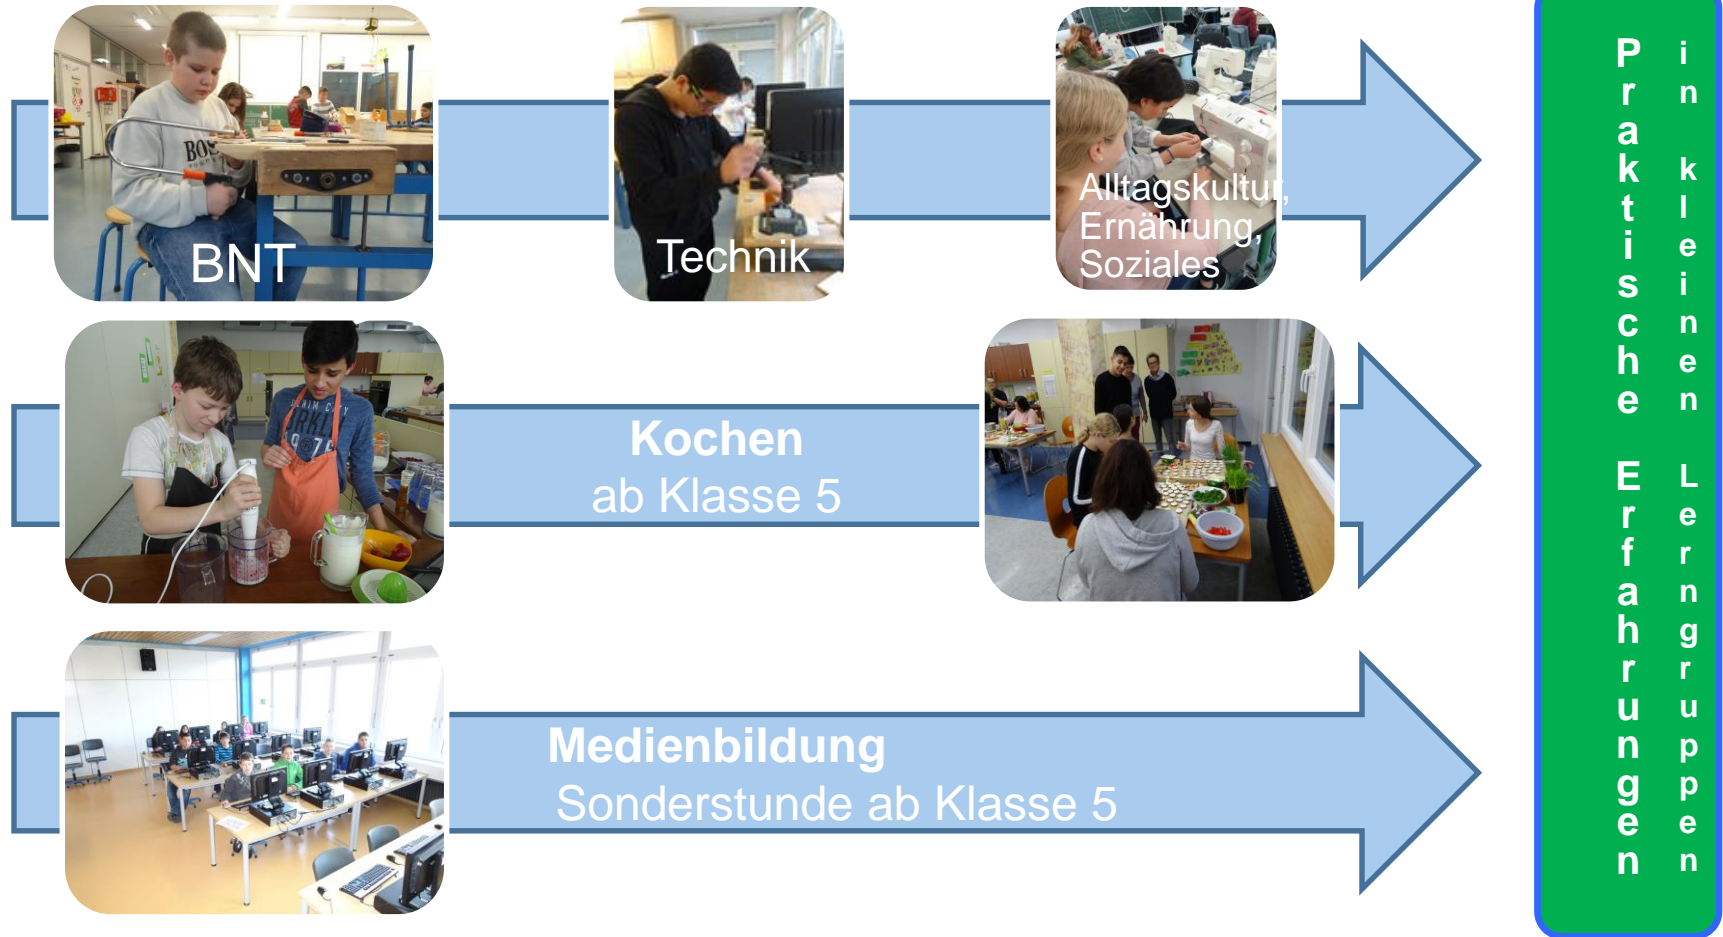 BNT
Technik
Alltagskultur,
Ernährung,
Soziales
Kochen
ab Klasse 5
Medienbildung
Sonderstunde ab Klasse 5
Praktische Erfahrungen
in kleinen Lerngruppen